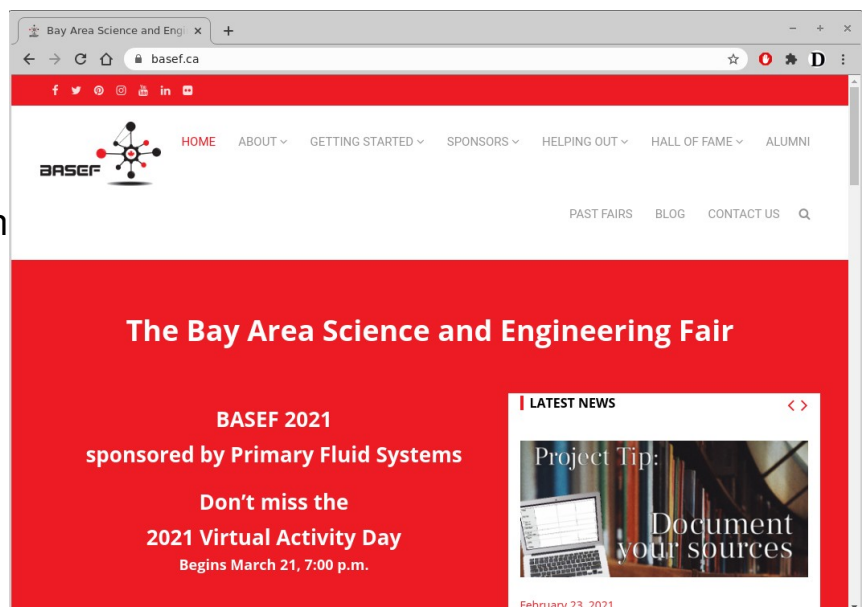 Bay Area Science and Engi
basef.ca
D
f in
BASEF
HOME ABOUT GETTING STARTED SPONSORS HELPING OUT HALL OF FAME ALUMNI
PAST FAIRS BLOG CONTACT US
n
The Bay Area Science and Engineering Fair
BASEF 2021
sponsored by Primary Fluid Systems
Don’t miss the
2021 Virtual Activity Day
Begins March 21, 7:00 p.m.
LATEST NEWS
Project Tip:
Document
your sources
February 23, 2021